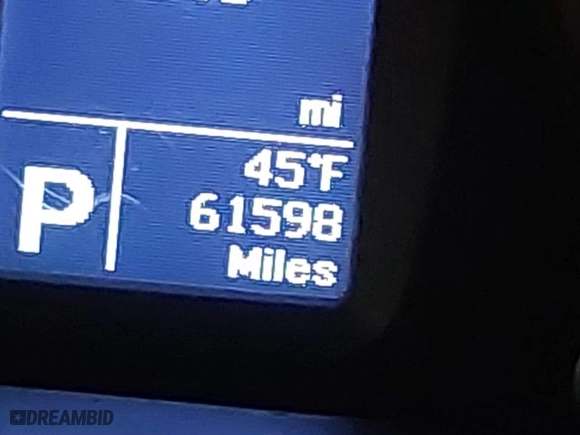 mi
45°F
P
61598
Miles
DREAMBID